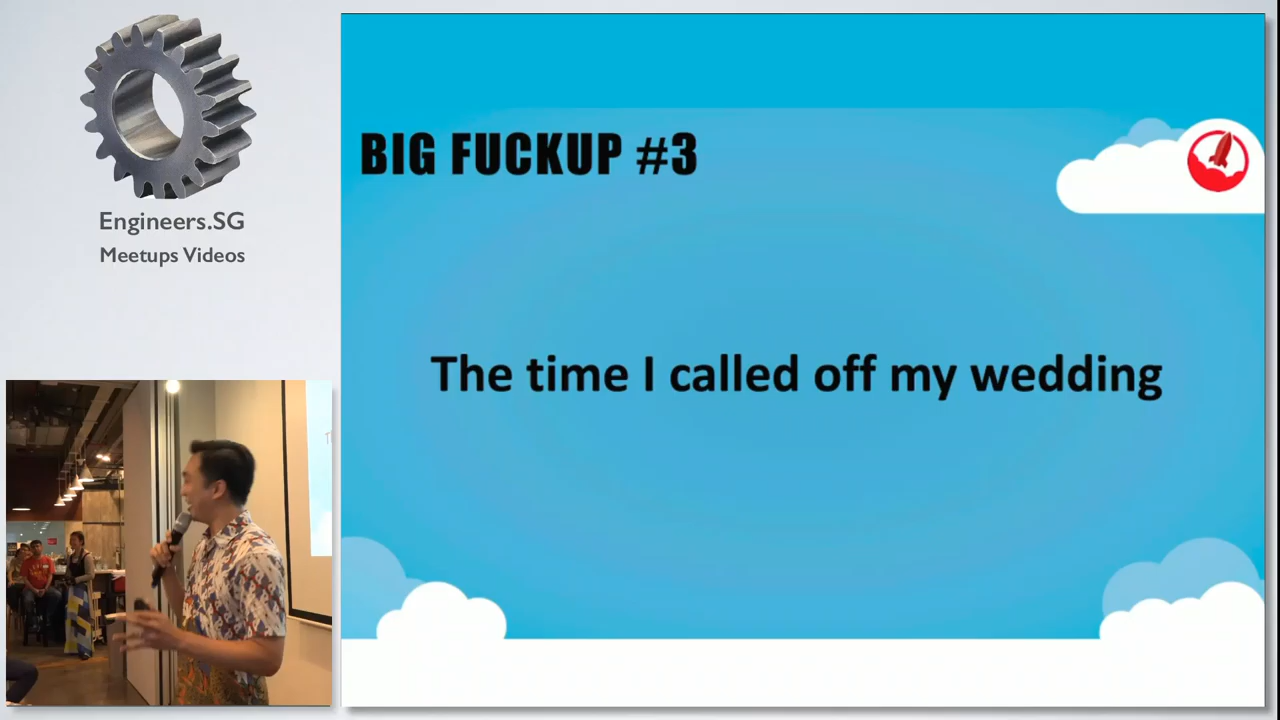 Engineers.SG
Meetups Videos
BIG FUCKUP #3
The time I called off my wedding